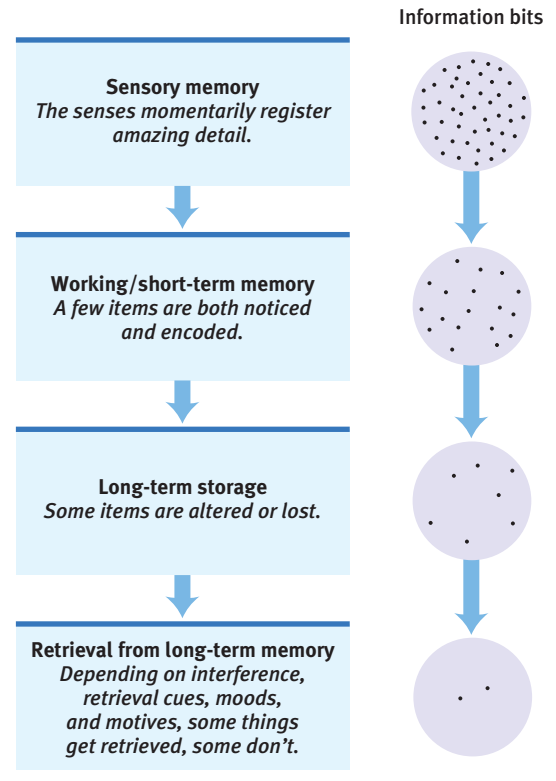 Information bits
Sensory memory
The senses momentarily register
amazing detail.
Working/short-term memory
A few items are both noticed
and encoded.
Long-term storage
Some items are altered or lost.
Retrieval from long-term memory
Depending on interference,
retrieval cues, moods,
and motives, some things
get retrieved, some don’t.